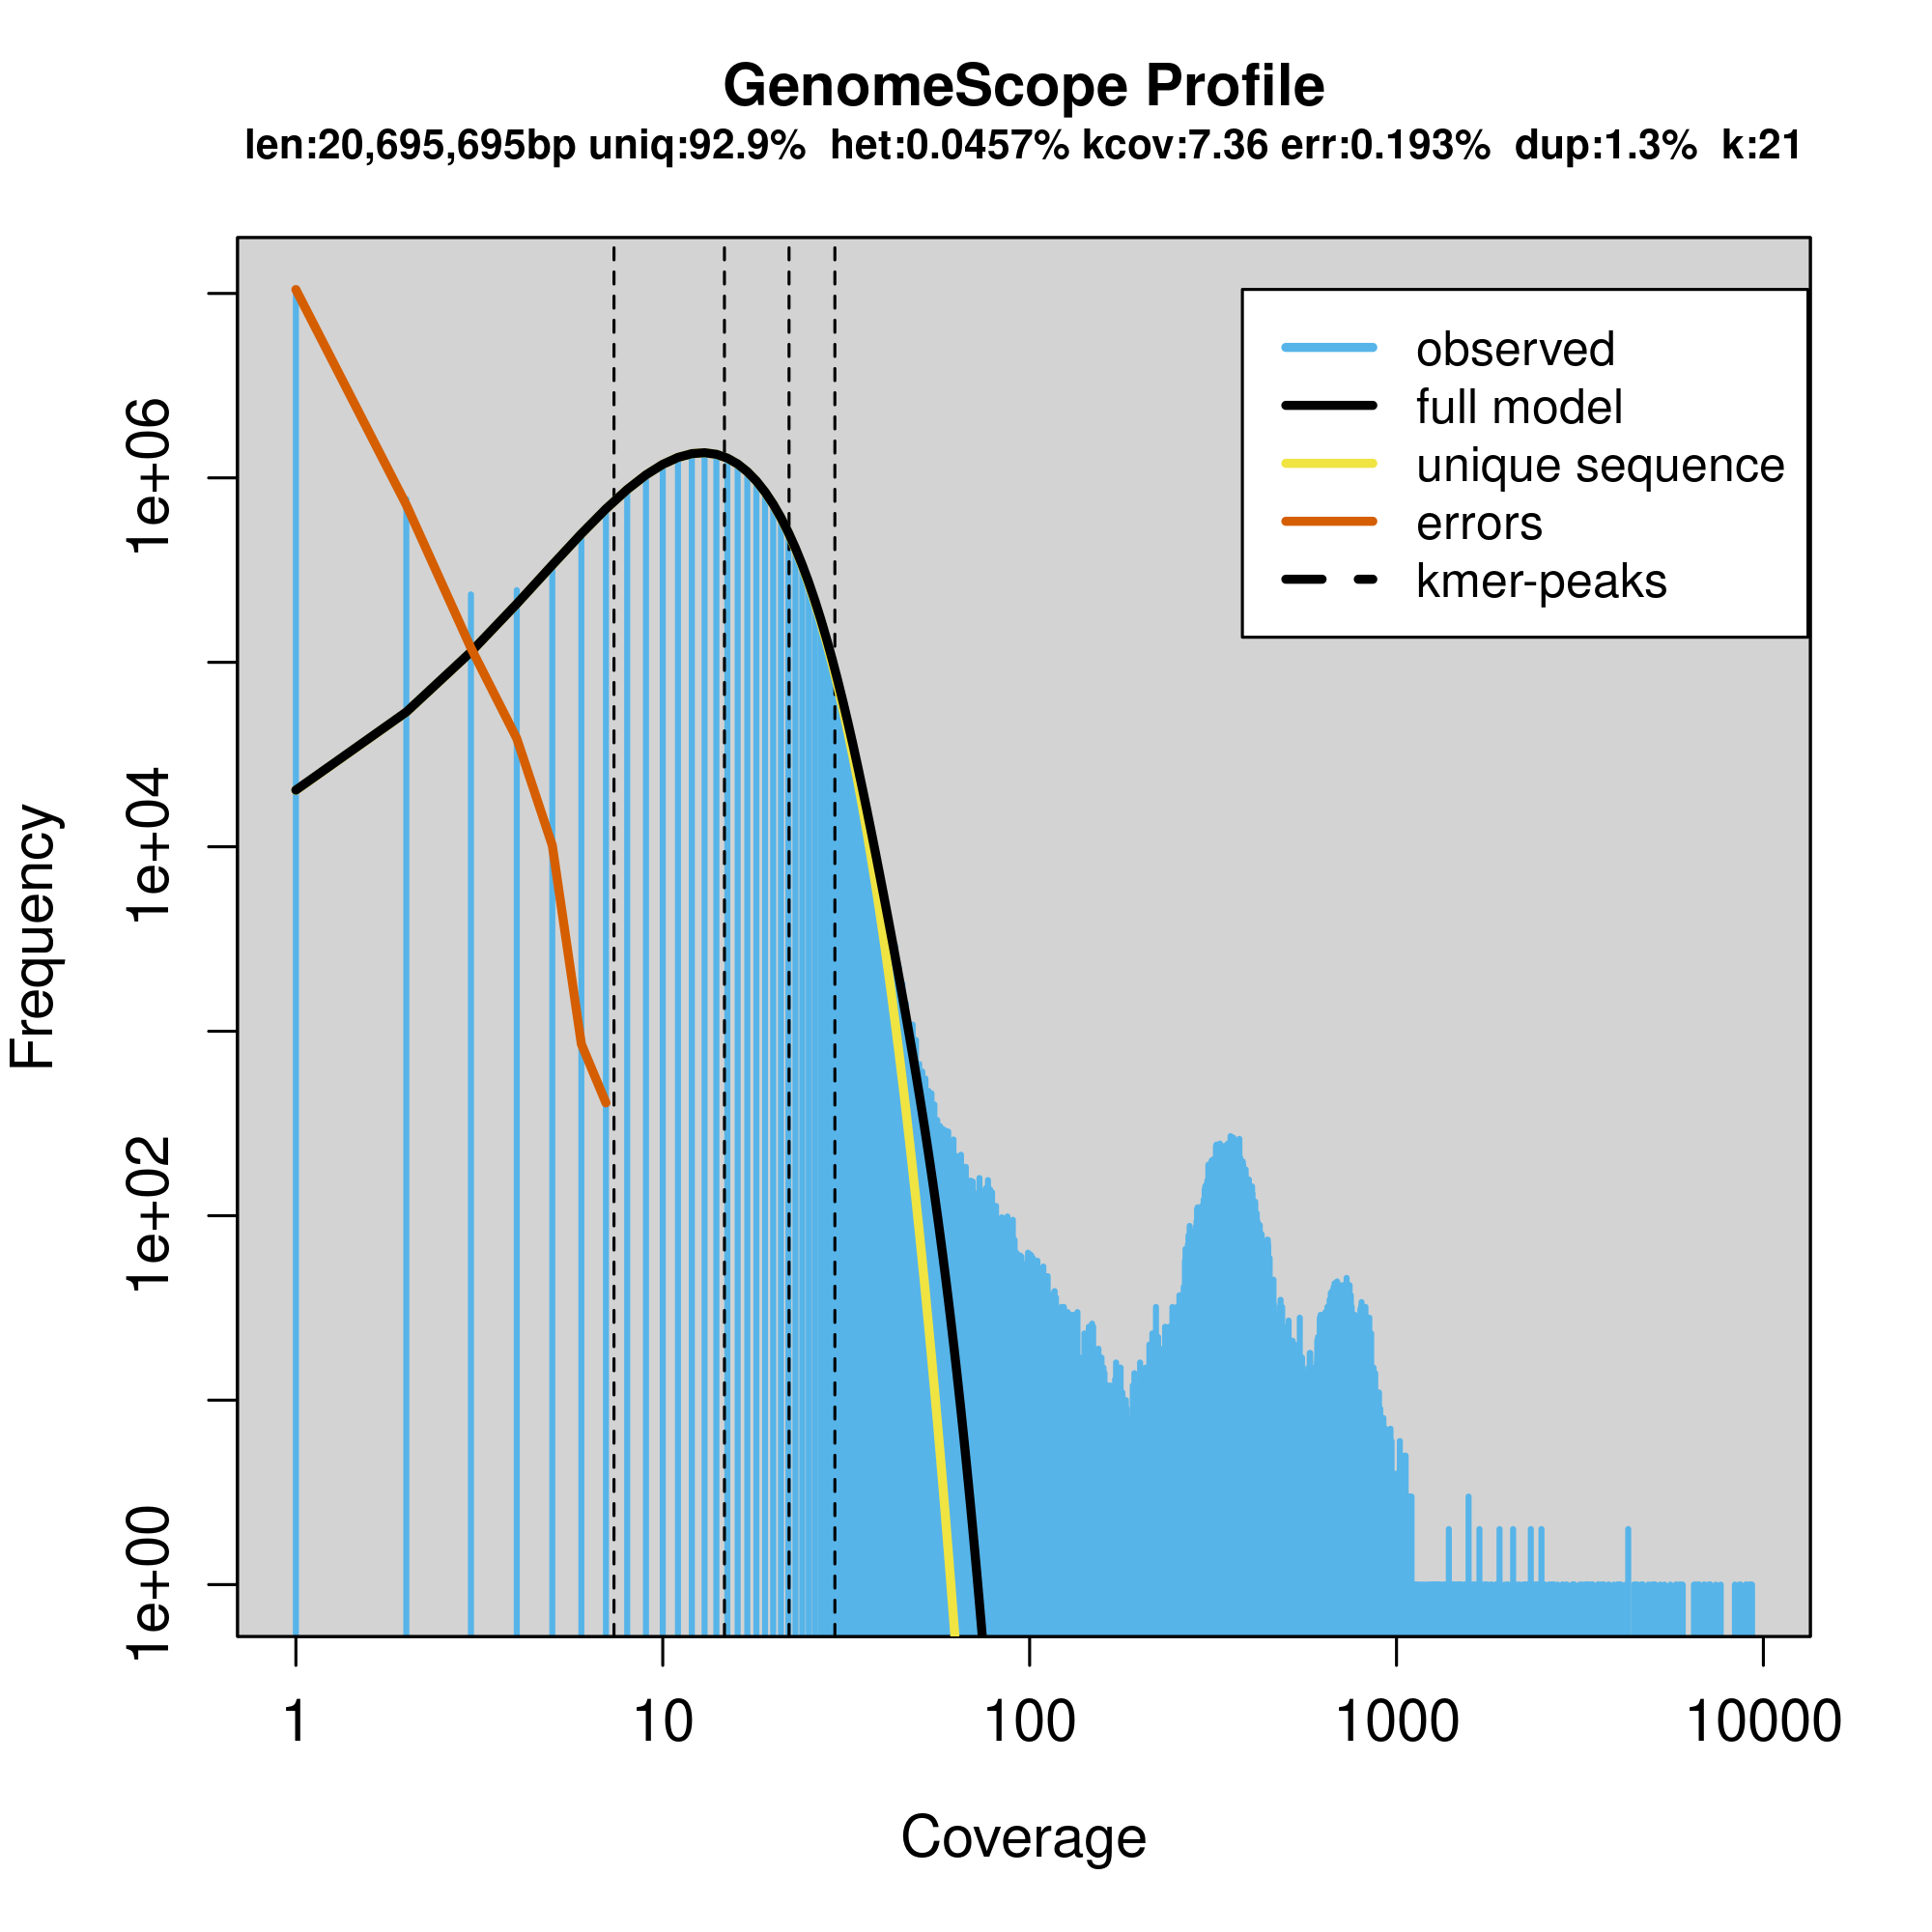 GenomeScope Profile
len:20,695,695bp uniq:92.9% het:0.0457% kcov:7.36 err:0.193% dup:1.3% k:21
observed
full model
unique sequence
errors
kmer-peaks
Frequency
1e+06
1e+04
1e+02
1e+00
1
10
100
1000
10000
Coverage